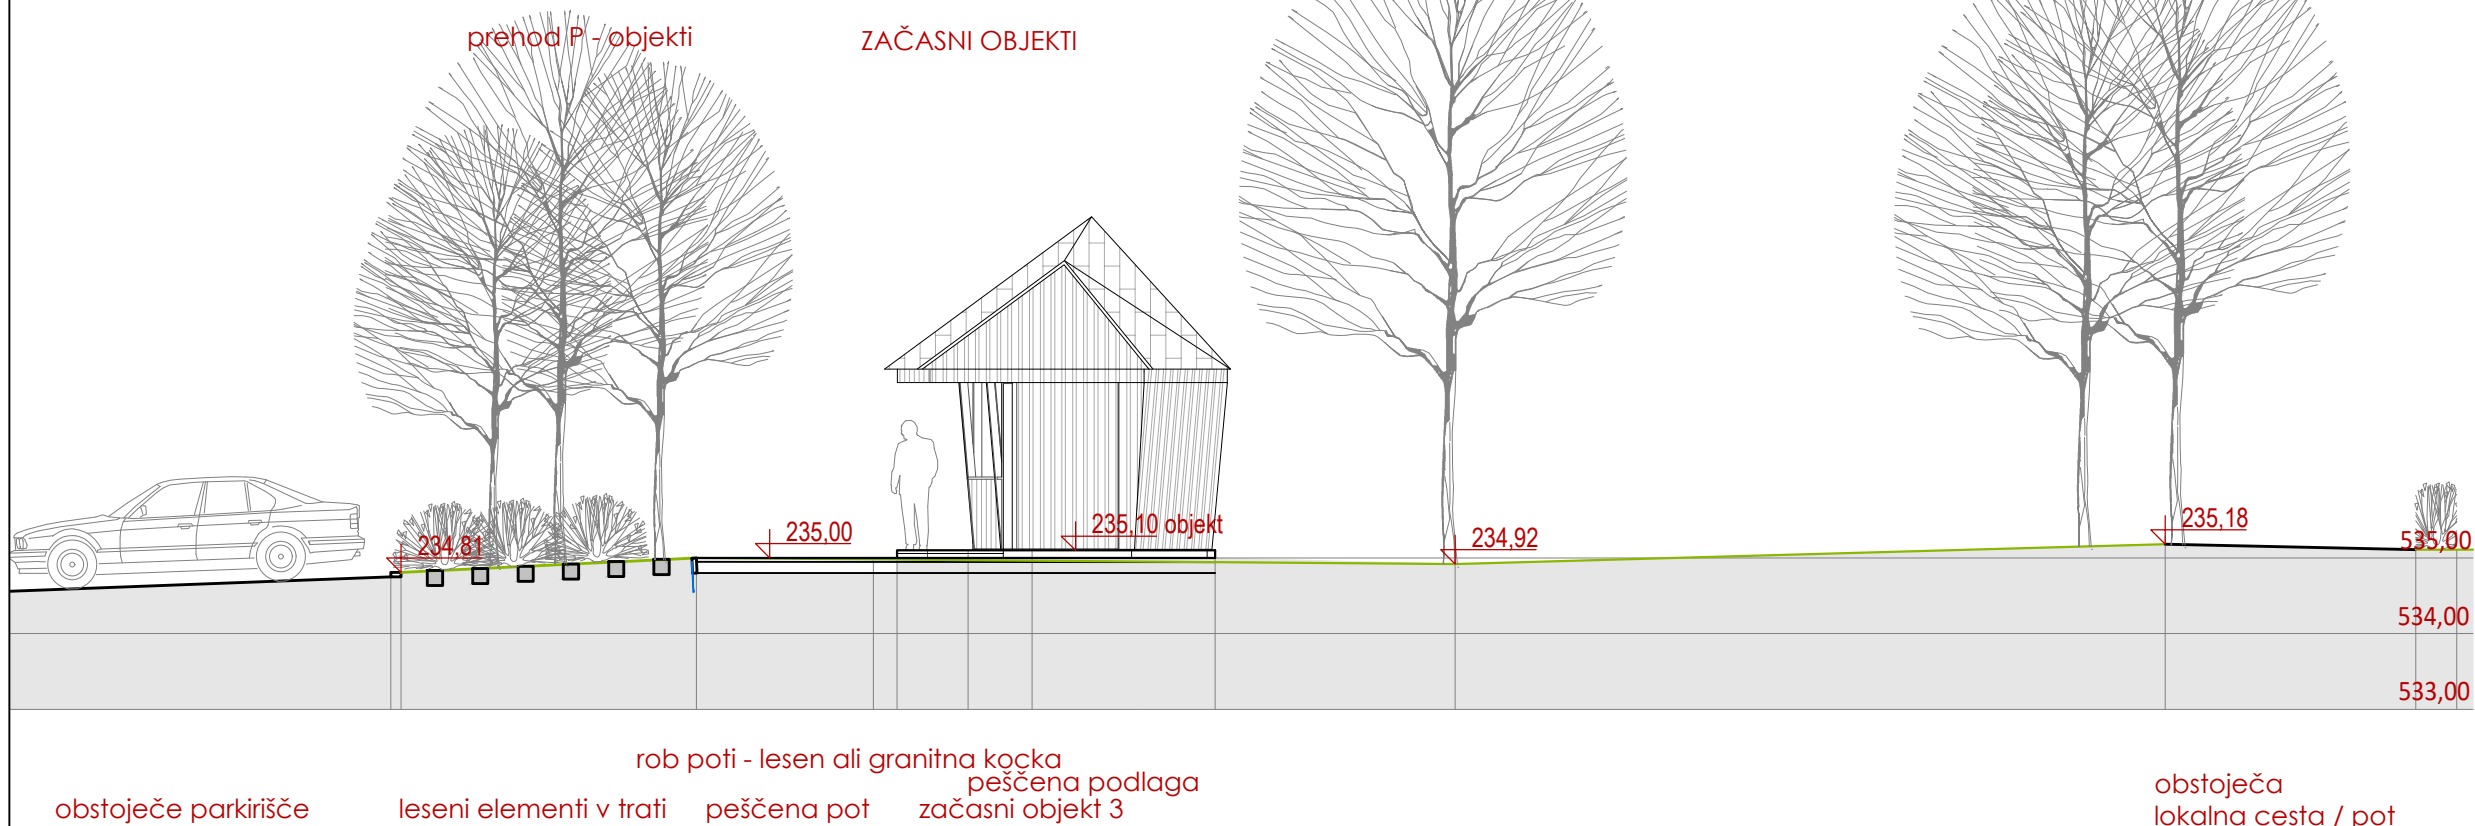 prehod P - objekti
ZAČASNI OBJEKTI
235,00
235,10 objekt
234,81
234,92
235,18
535,00
534,00
533,00
rob poti - lesen ali granitna kocka
peščena podlaga
obstoječe parkirišče
leseni elementi v trati
peščena pot
začasni objekt 3
obstoječa
lokalna cesta / pot